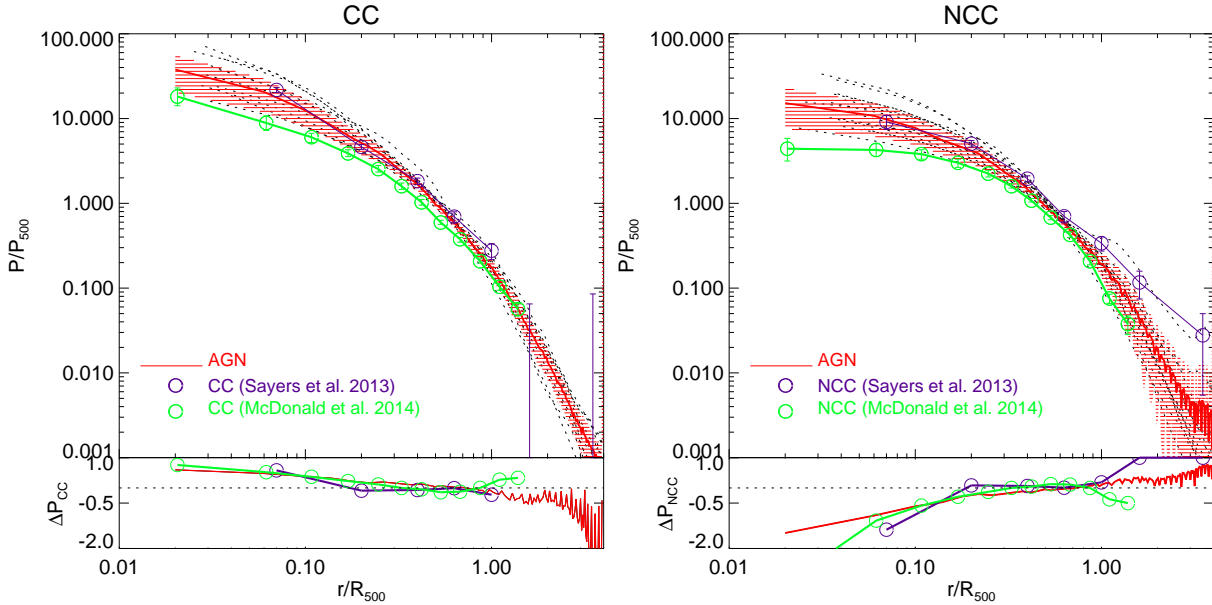 CC
100.000
10.000
1.000
0.100
0.010
0.001
P/P500
AGN
CC (Sayers et al. 2013)
CC (McDonald et al. 2014)
1.0
-0.5
-2.0
ΔPCC
0.01
0.10
1.00
r/R500
NCC
100.000
10.000
1.000
0.100
0.010
0.001
P/P500
AGN
NCC (Sayers et al. 2013)
NCC (McDonald et al. 2014)
1.0
-0.5
-2.0
ΔPNCC
0.01
0.10
1.00
r/R500